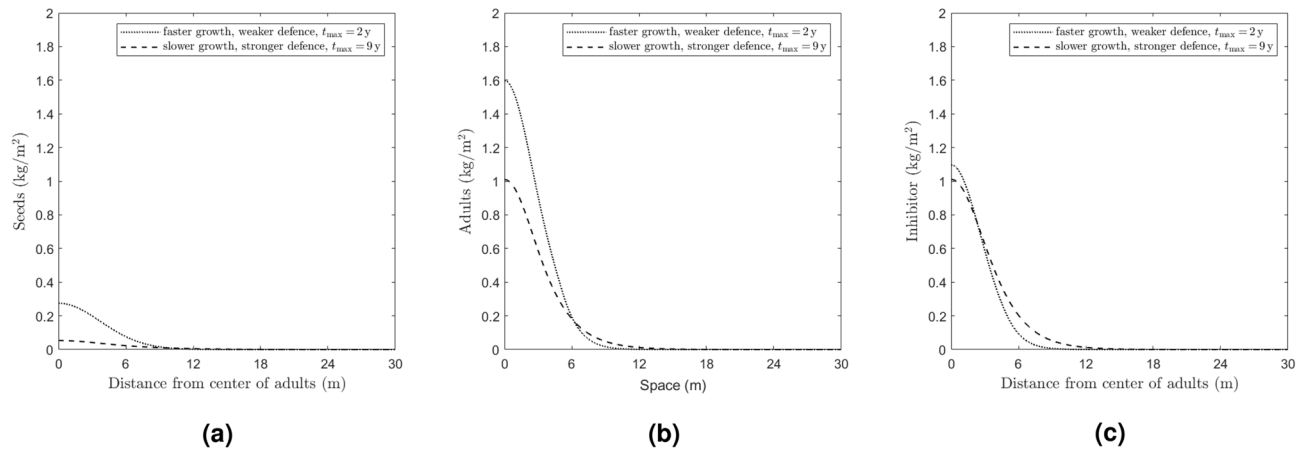 faster growth, weaker defence, t_max = 2 y
slower growth, stronger defence, t_max = 9 y
Seeds (kg/m²)
2
1.8
1.6
1.4
1.2
1
0.8
0.6
0.4
0.2
0
0 6 12 18 24 30
Distance from center of adults (m)
(a)
faster growth, weaker defence, t_max = 2 y
slower growth, stronger defence, t_max = 9 y
Adults (kg/m²)
2
1.8
1.6
1.4
1.2
1
0.8
0.6
0.4
0.2
0
0 6 12 18 24 30
Space (m)
(b)
faster growth, weaker defence, t_max = 2 y
slower growth, stronger defence, t_max = 9 y
Inhibitor (kg/m²)
2
1.8
1.6
1.4
1.2
1
0.8
0.6
0.4
0.2
0
0 6 12 18 24 30
Distance from center of adults (m)
(c)